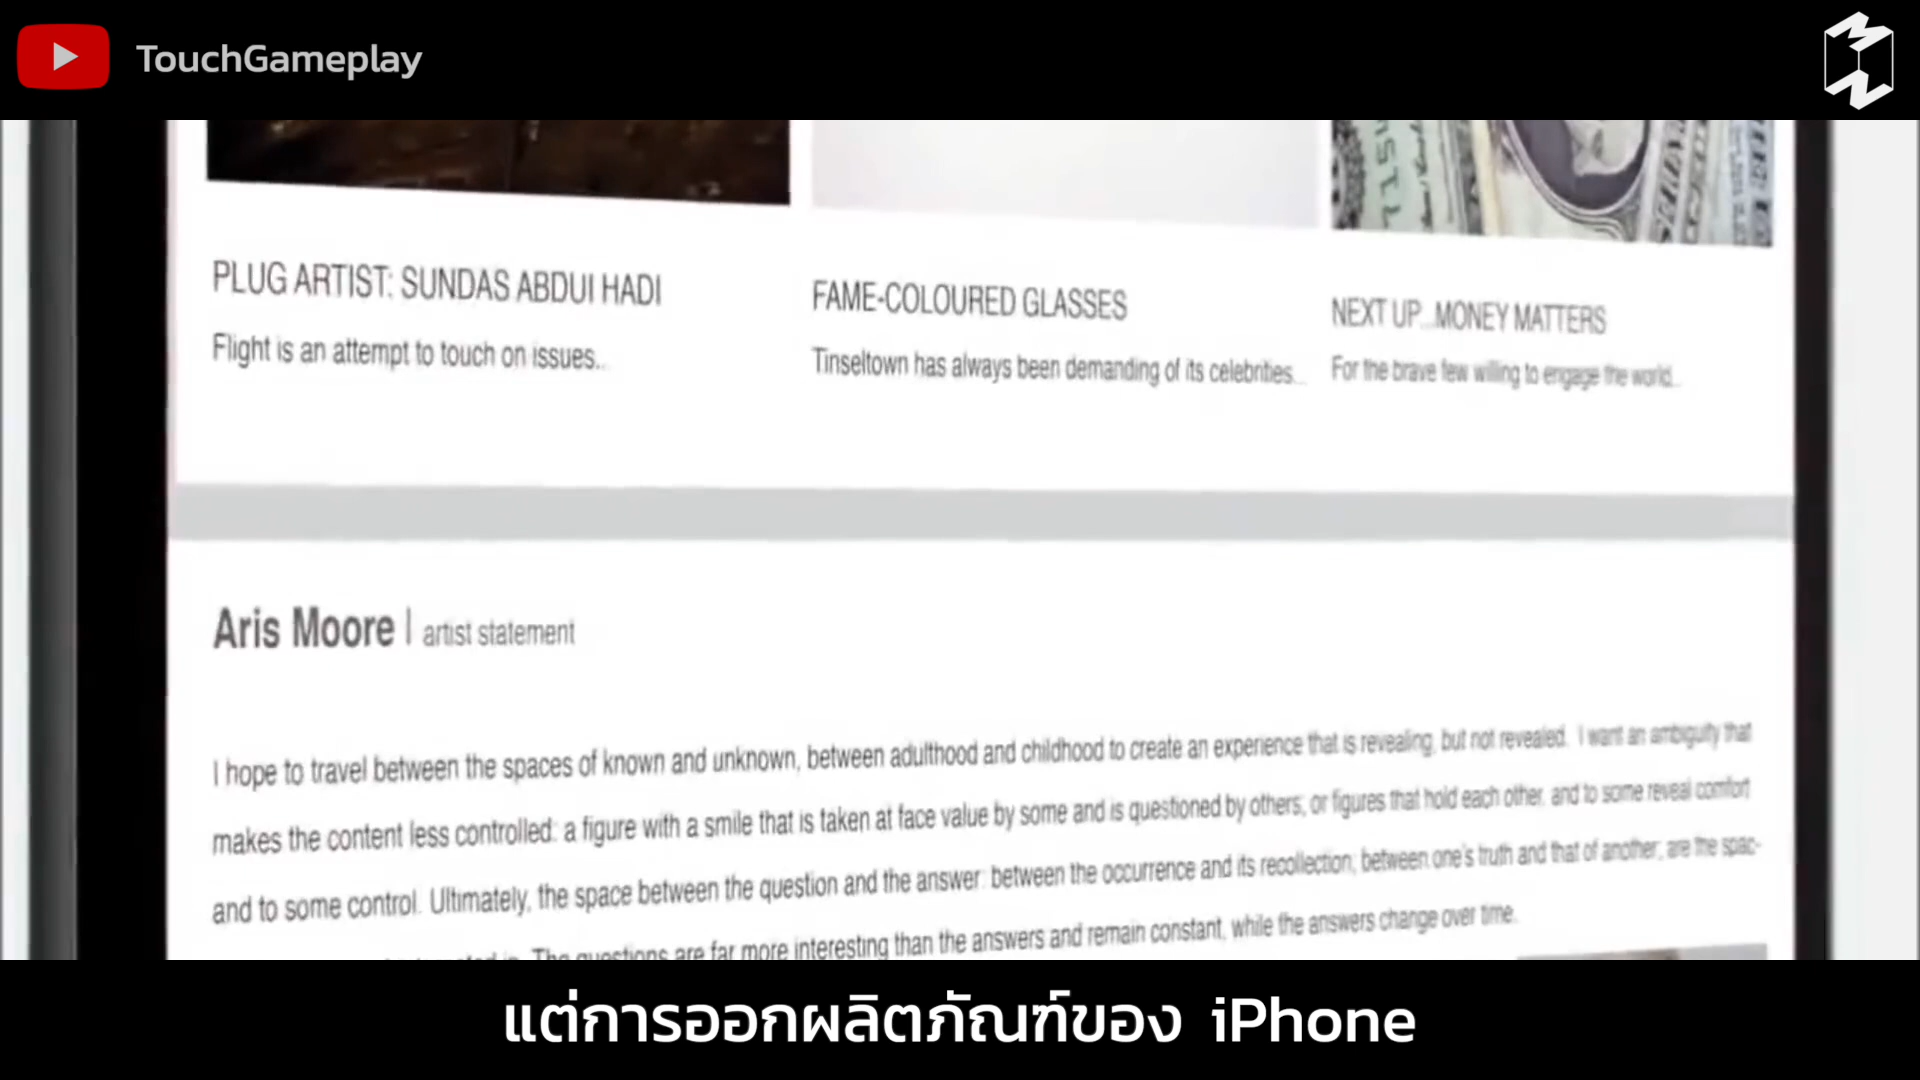 TouchGameplay
PLUG ARTIST: SUNDAS ABDUI HADI
Flight is an attempt to touch on issues..
FAME-COLOURED GLASSES
Tinseltown has always been demanding of its celebrities...
NEXT UP...MONEY MATTERS
For the brave few willing to engage the world...
Aris Moore | artist statement
I hope to travel between the spaces of known and unknown, between adulthood and childhood to create an experience that is revealing, but not revealed. I want an ambiguity that
makes the content less controlled: a figure with a smile that is taken at face value by some and is questioned by others; or figures that hold each other, and to some reveal comfort
and to some control. Ultimately, the space between the question and the answer: between the occurrence and its recollection; between one's truth and that of another; are the spac-
The questions are far more interesting than the answers and remain constant, while the answers change over time.
แต่การออกผลิตภัณฑ์ของ iPhone